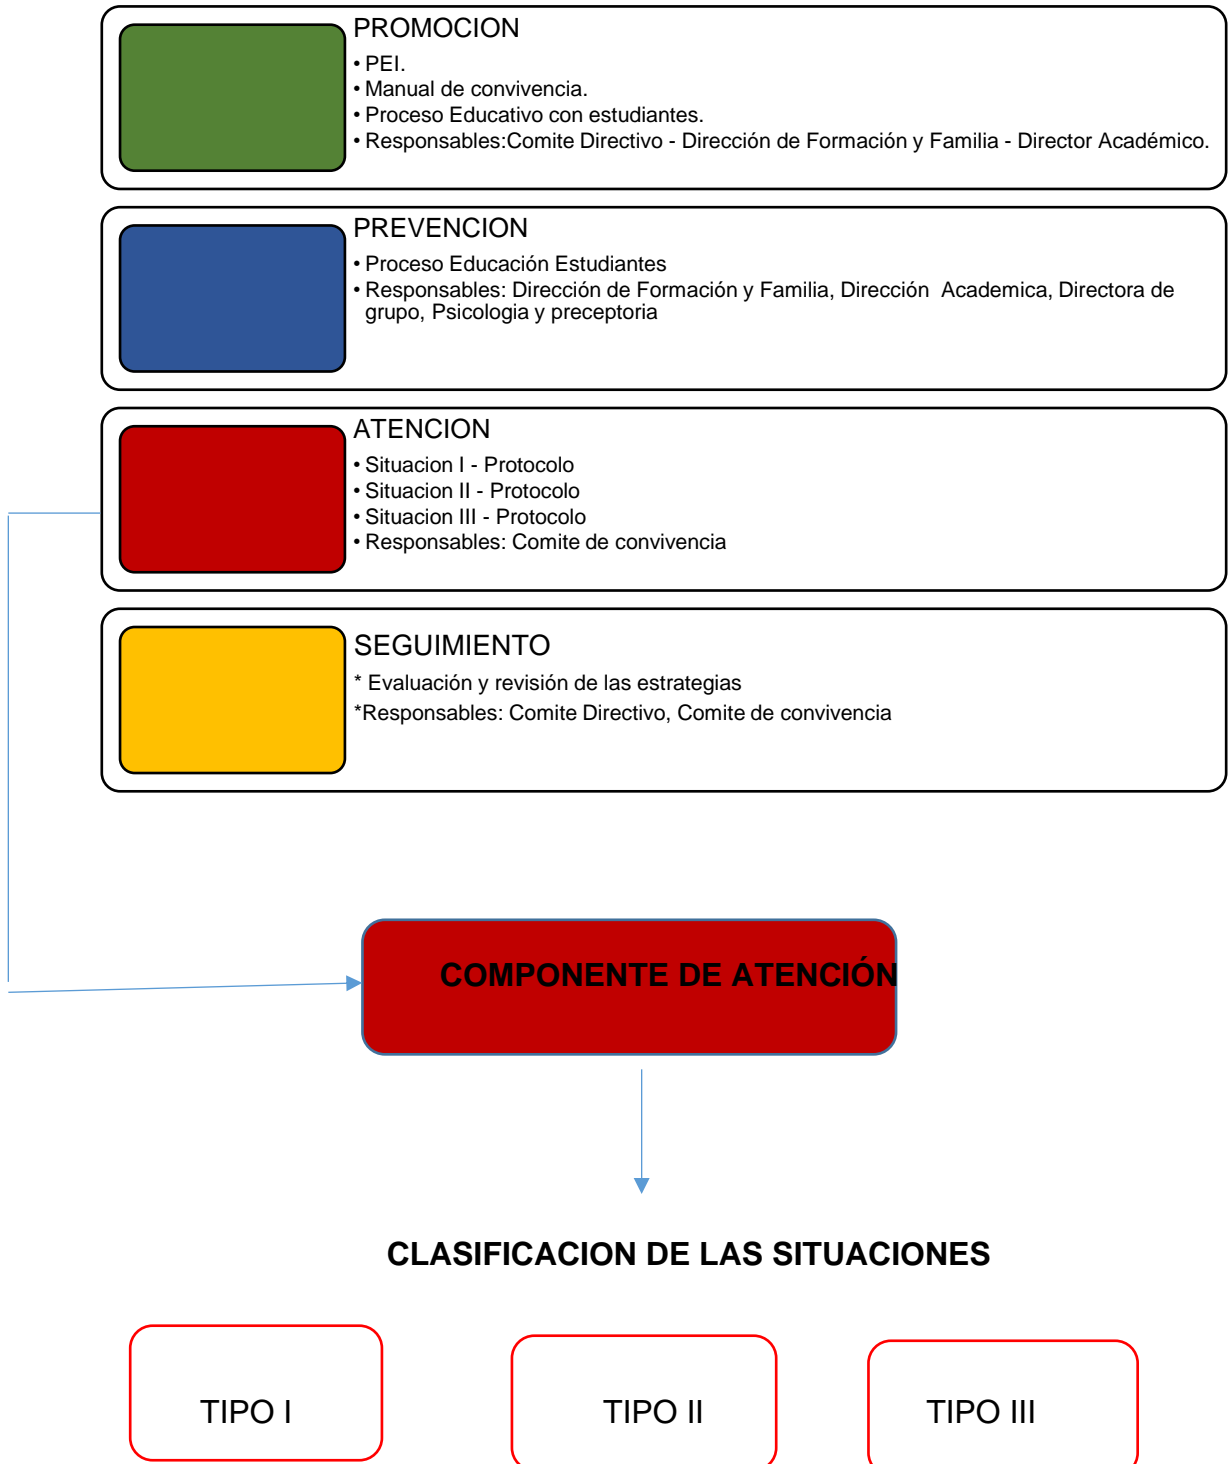 PROMOCION
• PEI.
• Manual de convivencia.
• Proceso Educativo con estudiantes.
• Responsables:Comite Directivo - Dirección de Formación y Familia - Director Académico.
PREVENCION
• Proceso Educación Estudiantes
• Responsables: Dirección de Formación y Familia, Dirección  Academica, Directora de
grupo, Psicologia y preceptoria
ATENCION
• Situacion I - Protocolo
• Situacion II - Protocolo
• Situacion III - Protocolo
• Responsables: Comite de convivencia
SEGUIMIENTO
* Evaluación y revisión de las estrategias
*Responsables: Comite Directivo, Comite de convivencia
COMPONENTE DE ATENCIÓN
CLASIFICACION DE LAS SITUACIONES
TIPO I
TIPO II
TIPO III